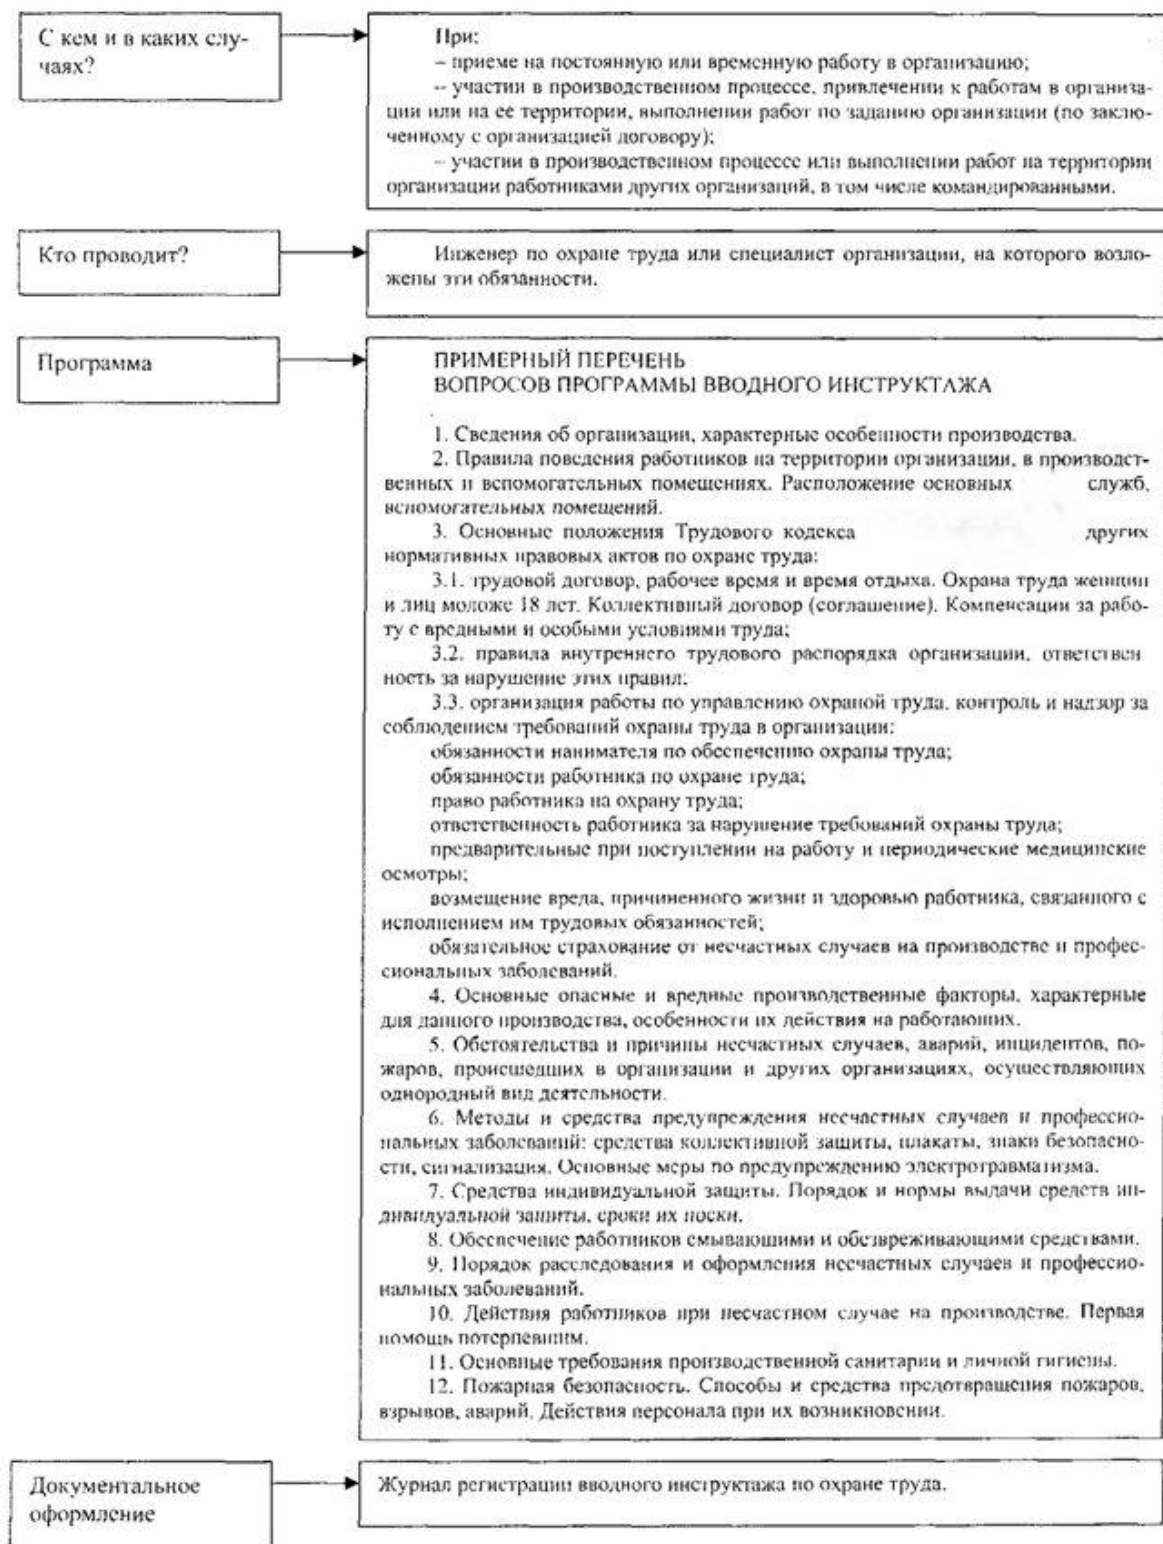 С кем и в каких слу-
чаях?
При:
– приеме на постоянную или временную работу в организацию;
– участии в производственном процессе, привлечении к работам в организа-
ции или на ее территории, выполнении работ по заданию организации (по заклю-
ченному с организацией договору);
– участии в производственном процессе или выполнении работ на территории
организации работниками других организаций, в том числе командированными.
Кто проводит?
Инженер по охране труда или специалист организации, на которого возло-
жены эти обязанности.
Программа
ПРИМЕРНЫЙ ПЕРЕЧЕНЬ
ВОПРОСОВ ПРОГРАММЫ ВВОДНОГО ИНСТРУКТАЖА
1. Сведения об организации, характерные особенности производства.
2. Правила поведения работников на территории организации, в производст-
венных и вспомогательных помещениях. Расположение основных служб,
вспомогательных помещений.
3. Основные положения Трудового кодекса других
нормативных правовых актов по охране труда:
3.1. трудовой договор, рабочее время и время отдыха. Охрана труда женщин
и лиц моложе 18 лет. Коллективный договор (соглашение). Компенсации за рабо-
ту с вредными и особыми условиями труда;
3.2. правила внутреннего трудового распорядка организации, ответствен
ность за нарушение этих правил;
3.3. организация работы по управлению охраной труда, контроль и надзор за
соблюдением требований охраны труда в организации:
обязанности нанимателя по обеспечению охраны труда;
обязанности работника по охране труда;
право работника на охрану труда;
ответственность работника за нарушение требований охраны труда;
предварительные при поступлении на работу и периодические медицинские
осмотры;
возмещение вреда, причиненного жизни и здоровью работника, связанного с
исполнением им трудовых обязанностей;
обязательное страхование от несчастных случаев на производстве и профес-
сиональных заболеваний.
4. Основные опасные и вредные производственные факторы, характерные
для данного производства, особенности их действия на работающих.
5. Обстоятельства и причины несчастных случаев, аварий, инцидентов, по-
жаров, происшедших в организации и других организациях, осуществляющих
однородный вид деятельности.
6. Методы и средства предупреждения несчастных случаев и профессио-
нальных заболеваний: средства коллективной защиты, плакаты, знаки безопасно-
сти, сигнализация. Основные меры по предупреждению электротравматизма.
7. Средства индивидуальной защиты. Порядок и нормы выдачи средств ин-
дивидуальной защиты, сроки их носки.
8. Обеспечение работников смывающими и обезвреживающими средствами.
9. Порядок расследования и оформления несчастных случаев и профессио-
нальных заболеваний.
10. Действия работников при несчастном случае на производстве. Первая
помощь потерпевшим.
11. Основные требования производственной санитарии и личной гигиены.
12. Пожарная безопасность. Способы и средства предотвращения пожаров,
взрывов, аварий. Действия персонала при их возникновении.
Документальное
оформление
Журнал регистрации вводного инструктажа по охране труда.